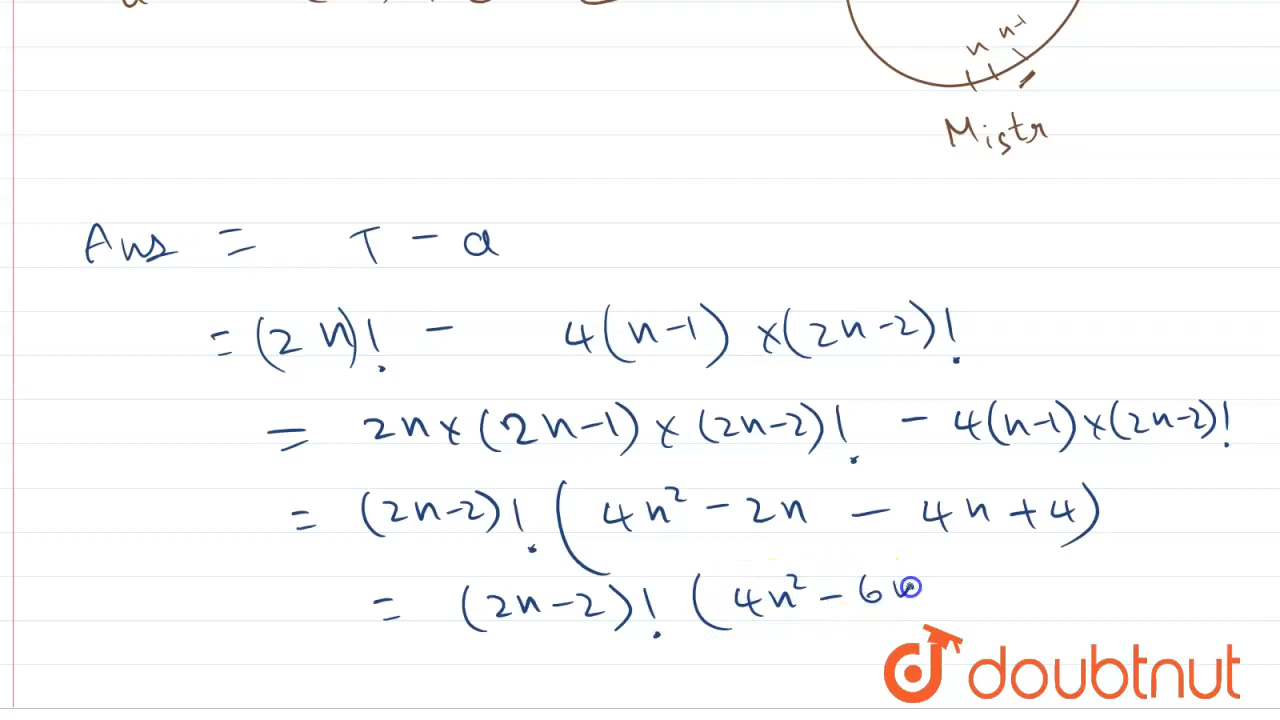 n n-1
Mistr
Ans = T - a
= (2n)! - 4(n-1) × (2n-2)!
= 2n × (2n-1) × (2n-2)! - 4(n-1) × (2n-2)!
= (2n-2)! (4n² - 2n - 4n + 4)
= (2n-2)! (4n² - 6
doubtnut